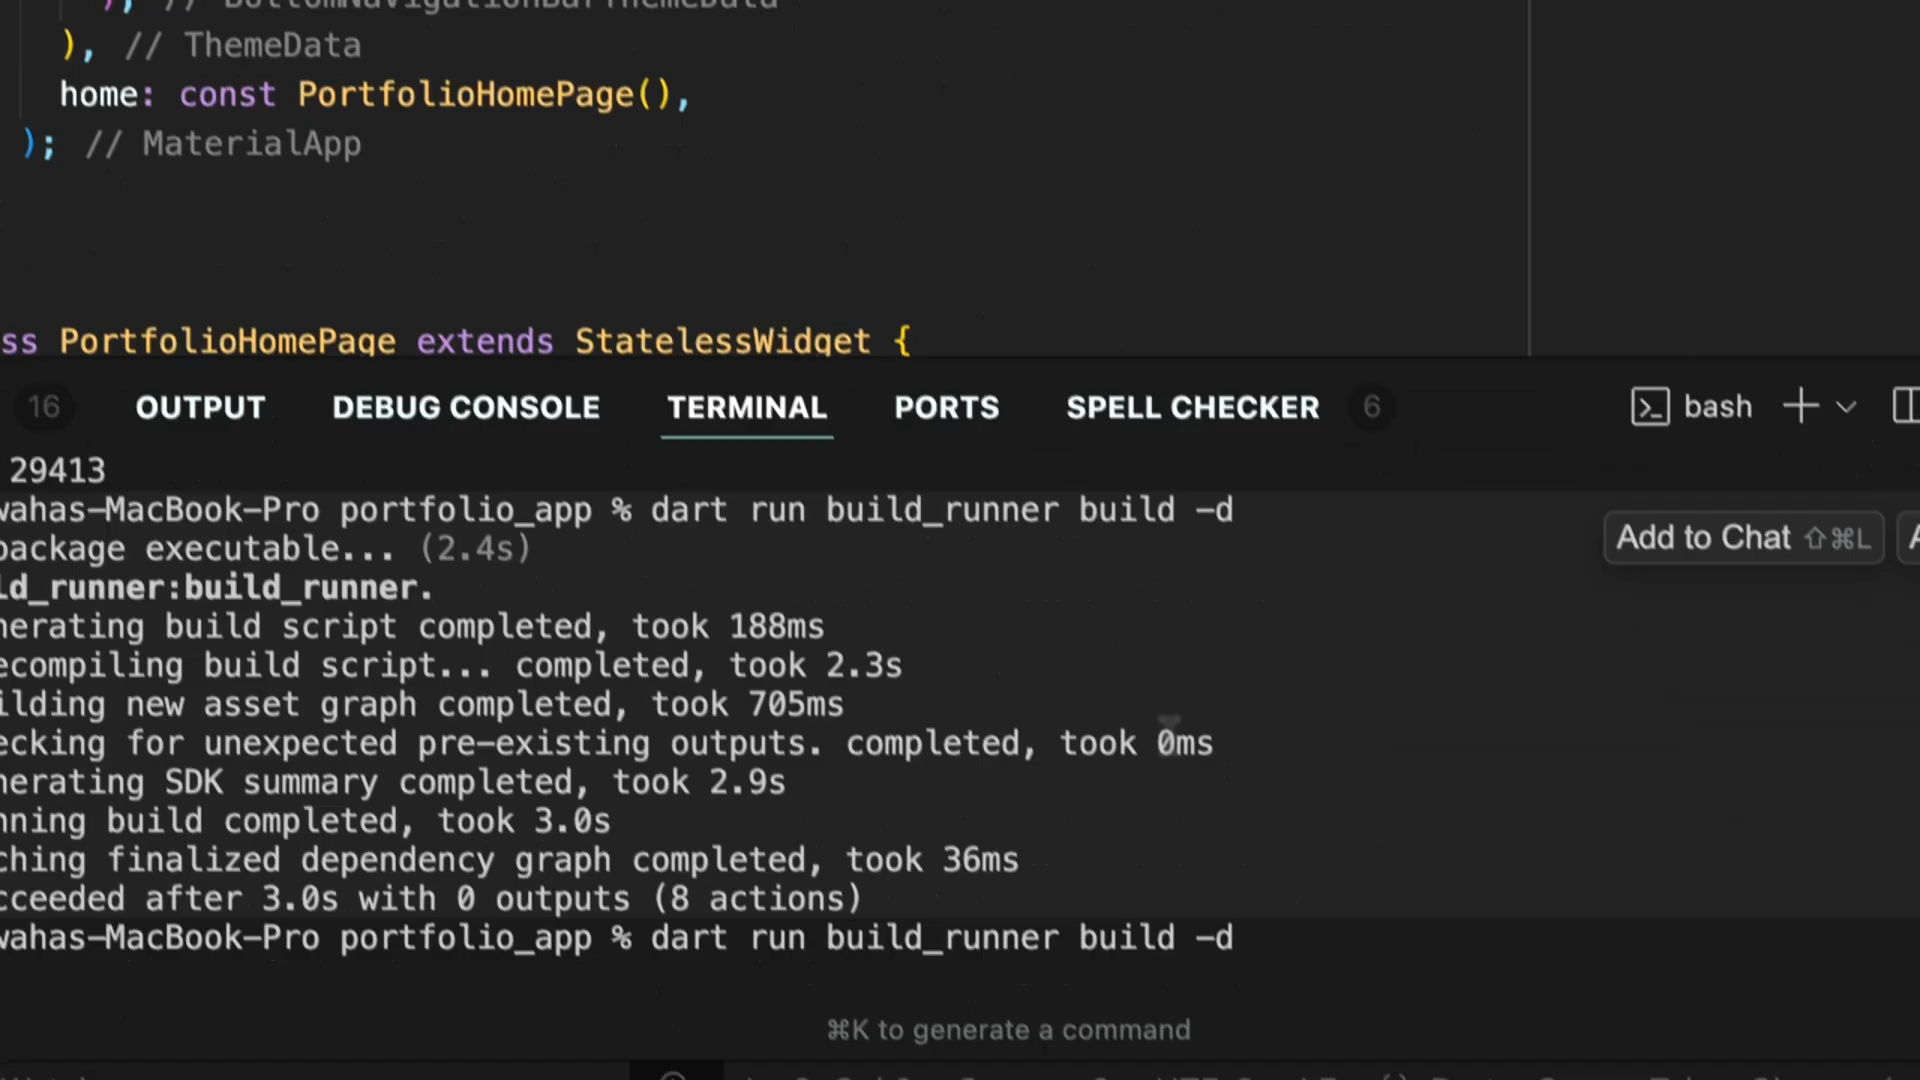 ); // BottomNavigationBarThemeData
), // ThemeData
home: const PortfolioHomePage(),
); // MaterialApp
ss PortfolioHomePage extends StatelessWidget {
16 OUTPUT DEBUG CONSOLE TERMINAL PORTS SPELL CHECKER 6 bash
29413
wahas-MacBook-Pro portfolio_app % dart run build_runner build -d
package executable... (2.4s)
ld_runner:build_runner.
nerating build script completed, took 188ms
ecompiling build script... completed, took 2.3s
ilding new asset graph completed, took 705ms
ecking for unexpected pre-existing outputs. completed, took 0ms
nerating SDK summary completed, took 2.9s
nning build completed, took 3.0s
ching finalized dependency graph completed, took 36ms
cceeded after 3.0s with 0 outputs (8 actions)
wahas-MacBook-Pro portfolio_app % dart run build_runner build -d
Add to Chat ⇧⌘L
⌘K to generate a command